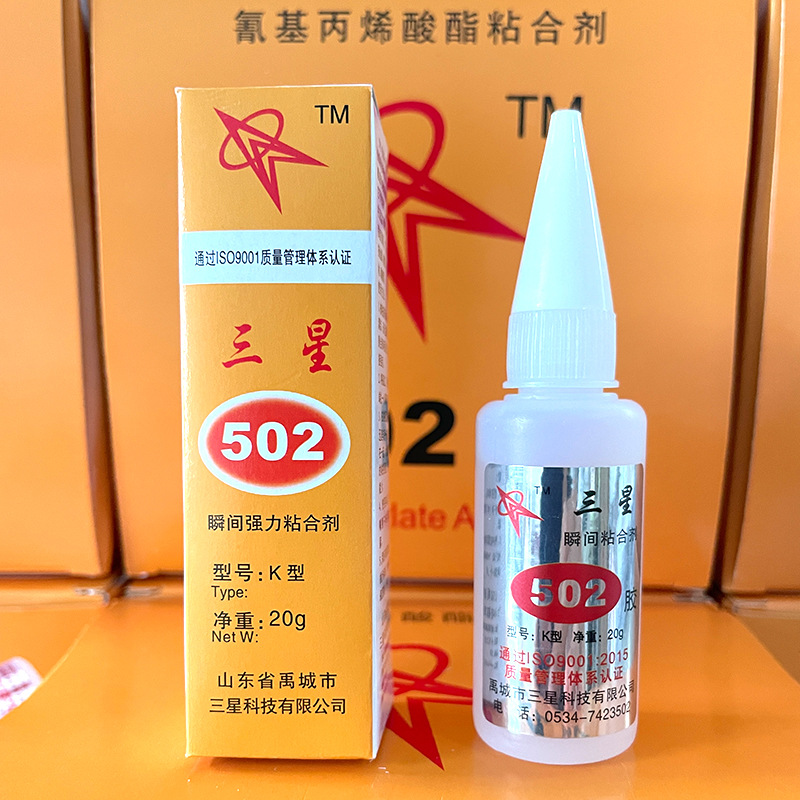 氰基丙烯酸酯粘合剂
TM
TM
通过ISO9001质量管理体系认证
三 星
502
瞬间强力粘合剂
型号：K型
Type:
净重：20g
Net W:
山东省禹城市
三星科技有限公司
TM
三 星
瞬间粘合剂
502胶
型号：K型 净重：20g
通过ISO9001:2015
质量管理体系认证
禹城市三星科技有限公司
电 话：0534-7423502